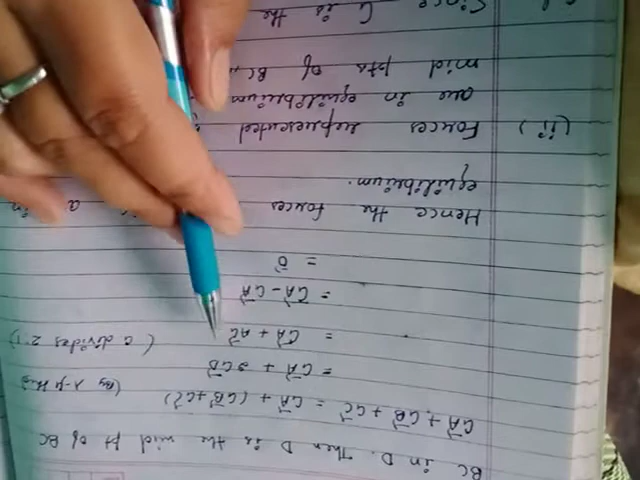 BC in D. Then D is the mid pt of BC
GA + GB + GC = GA + (GB + GC)
= GA + 2GD (by λ-μ th.)
= GA + AG (G divides 2:1)
= GA - GA
= 0
Hence the forces a in
equilibrium.
(ii) Forces represented
are in equilibrium
mid pts of BC,
Since G is the